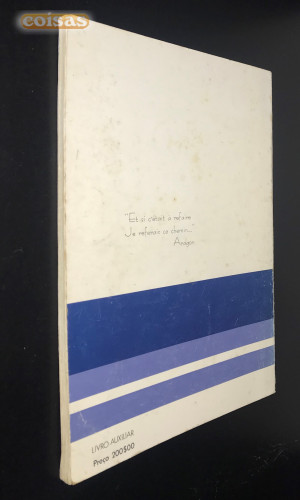 coisas
"Et si c'était à refaire
Je referais ce chemin..."
Aragon
LIVRO AUXILIAR
Preço 200$00